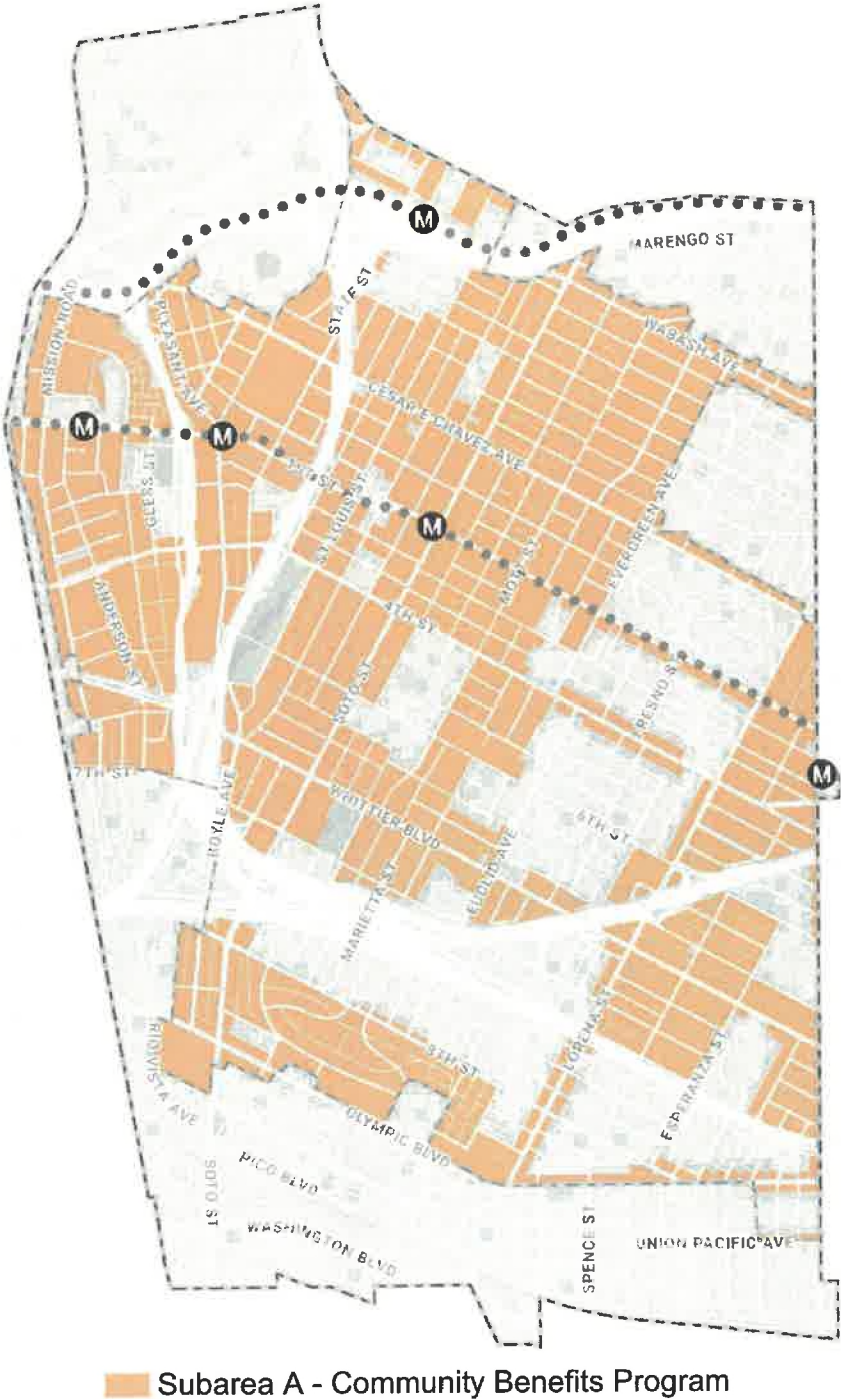 M
MARENGO ST
STATE ST
MISSION ROAD
PLEASANT AVE
WABASH AVE
CESAR E CHAVEZ AVE
M
M
1ST ST
ST LOUIS ST
M
EVERGREEN AVE
MOTT ST
ANDERSON ST
4TH ST
SOTO ST
FRESNO ST
M
7TH ST
BOYLE AVE
WHITTIER BLVD
6TH ST
EUCLID AVE
MARIETTA ST
LORENA ST
8TH ST
ESPERANZA ST
RIO VISTA AVE
OLYMPIC BLVD
PICO BLVD
SOTO ST
WASHINGTON BLVD
SPENCE ST
UNION PACIFIC AVE
Subarea A - Community Benefits Program